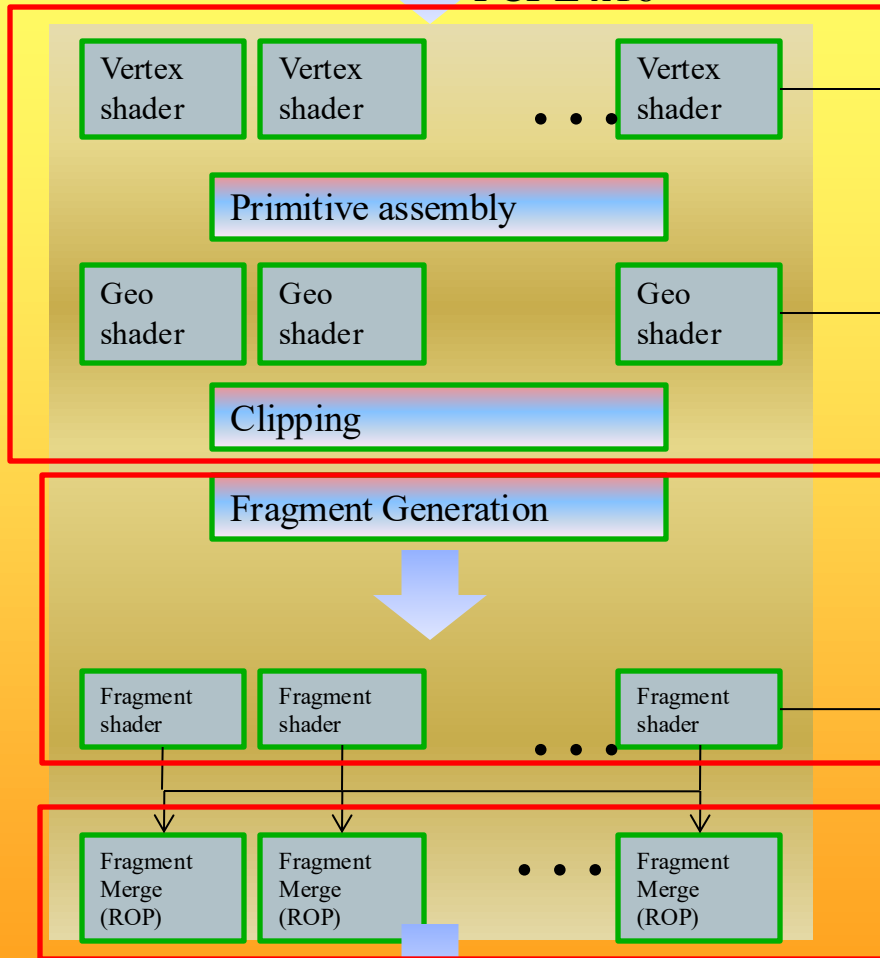 Vertex
shader
Vertex
shader
. . .
Vertex
shader
Primitive assembly
Geo
shader
Geo
shader
Geo
shader
Clipping
Fragment Generation
Fragment
shader
Fragment
shader
. . .
Fragment
shader
Fragment
Merge
(ROP)
Fragment
Merge
(ROP)
. . .
Fragment
Merge
(ROP)